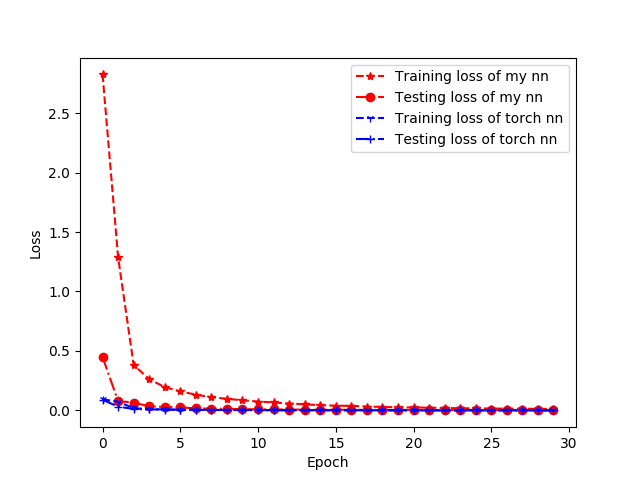 Training loss of my nn
Testing loss of my nn
Training loss of torch nn
Testing loss of torch nn
2.5
2.0
1.5
1.0
0.5
0.0
Loss
0 5 10 15 20 25 30
Epoch